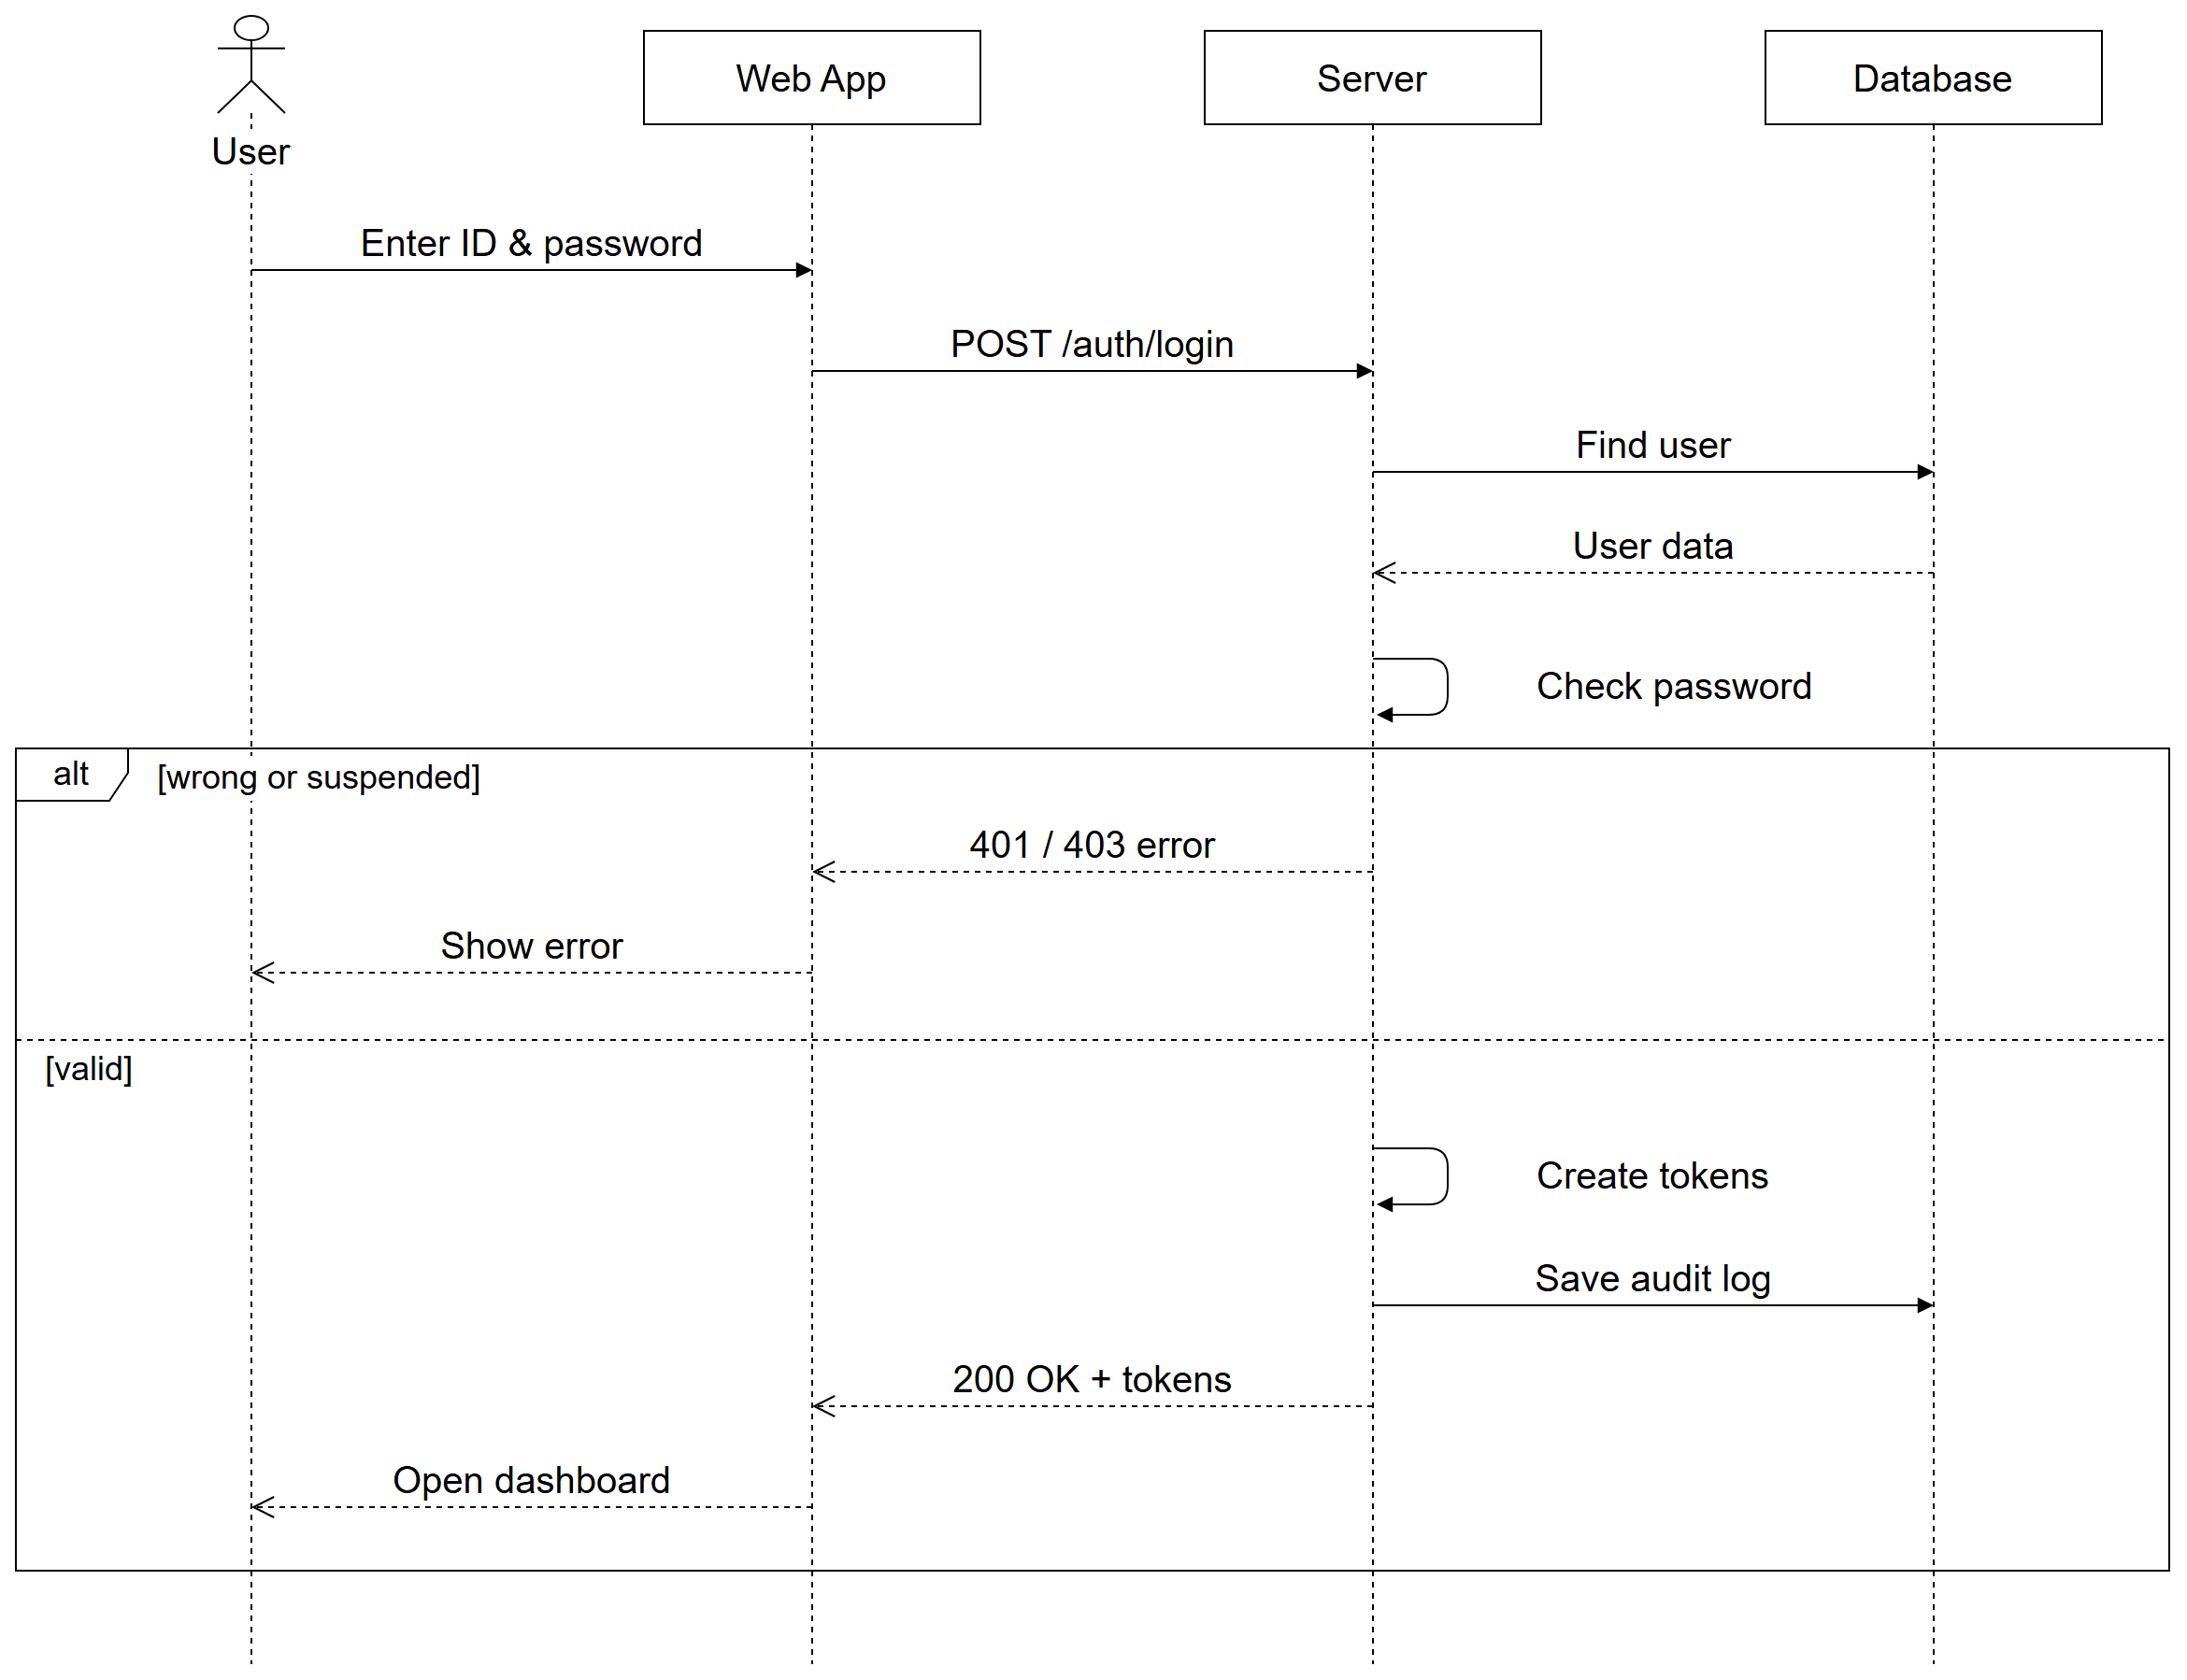 Web App
Server
Database
User
Enter ID & password
POST /auth/login
Find user
User data
Check password
alt
[wrong or suspended]
401 / 403 error
Show error
[valid]
Create tokens
Save audit log
200 OK + tokens
Open dashboard